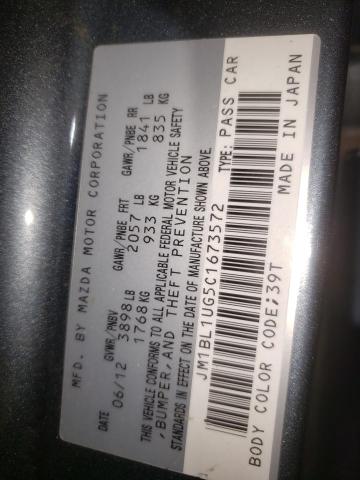 MFD. BY MAZDA MOTOR CORPORATION
DATE GVWR/PNBV GAWR/PNBE FRT GAWR/PNBE RR
06/12 3898 LB 2057 LB 1841 LB
1768 KG 933 KG 835 KG
THIS VEHICLE CONFORMS TO ALL APPLICABLE FEDERAL MOTOR VEHICLE SAFETY
, BUMPER, AND THEFT PREVENTION
STANDARDS IN EFFECT ON THE DATE OF MANUFACTURE SHOWN ABOVE.
JM1BL1UG5C1673572 TYPE: PASS CAR
BODY COLOR CODE;39T MADE IN JAPAN